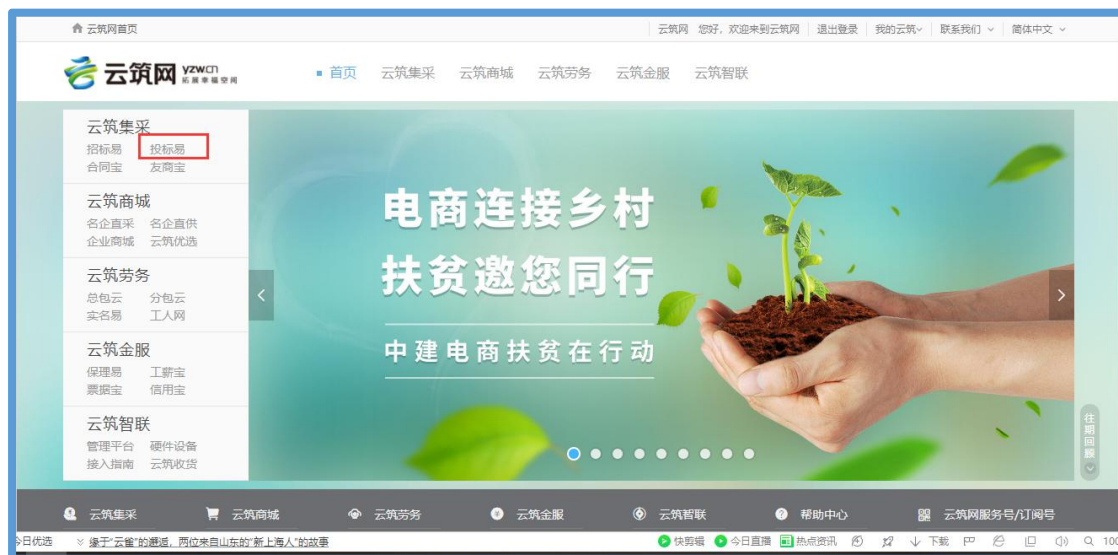 云筑网首页
云筑网 您好,欢迎来到云筑网 退出登录 我的云筑 联系我们 简体中文
云筑网 yzw.cn 拓展幸福空间
首页 云筑集采 云筑商城 云筑劳务 云筑金服 云筑智联
云筑集采
招标易 投标易
合同宝 友商宝
云筑商城
名企直采 名企直供
企业商城 云筑优选
云筑劳务
总包云 分包云
实名易 工人网
云筑金服
保理易 工薪宝
票据宝 信用宝
云筑智联
管理平台 硬件设备
接入指南 云筑收货
电商连接乡村
扶贫邀您同行
中建电商扶贫在行动
往期回顾
云筑集采 云筑商城 云筑劳务 云筑金服 云筑智联 帮助中心 云筑网服务号/订阅号
今日优选 缘于“云雀”的邂逅,两位来自山东的“新上海人”的故事 快剪辑 今日直播 热点资讯 下载 10